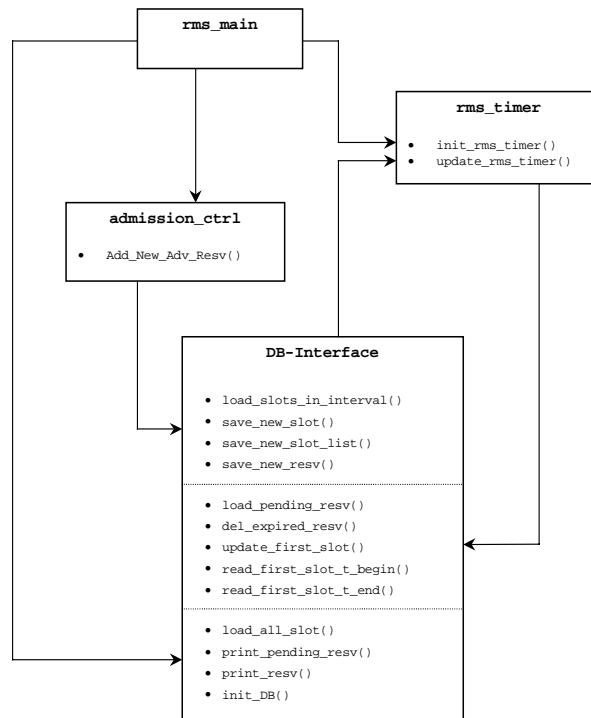 rms_main
rms_timer
• init_rms_timer()
• update_rms_timer()
admission_ctrl
• Add_New_Adv_Resv()
DB-Interface
• load_slots_in_interval()
• save_new_slot()
• save_new_slot_list()
• save_new_resv()
• load_pending_resv()
• del_expired_resv()
• update_first_slot()
• read_first_slot_t_begin()
• read_first_slot_t_end()
• load_all_slot()
• print_pending_resv()
• print_resv()
• init_DB()